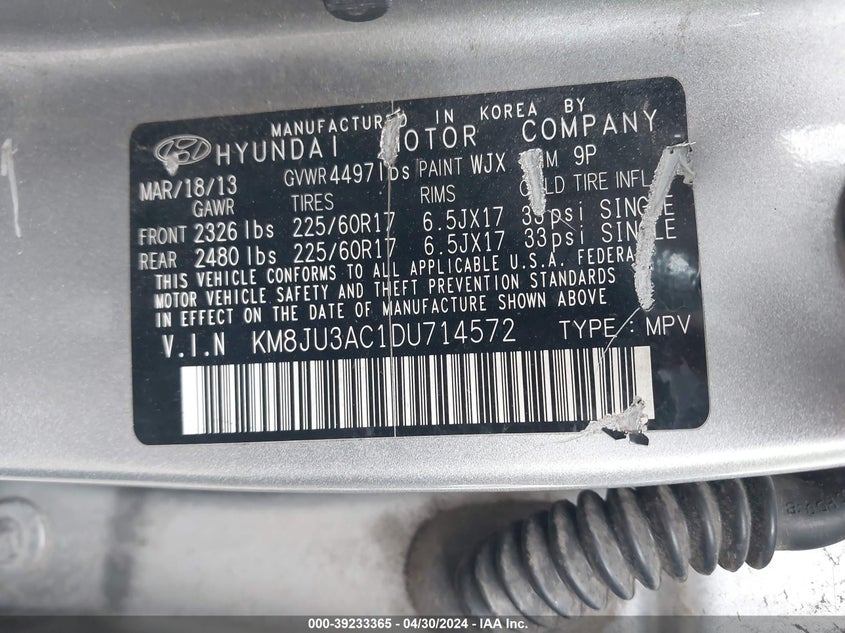 MANUFACTURED IN KOREA BY
HYUNDAI MOTOR COMPANY
MAR/18/13 GVWR 4497lbs PAINT WJX 9P
GAWR TIRES RIMS COLD TIRE INFL
FRONT 2326 lbs 225/60R17 6.5JX17 33psi SINGLE
REAR 2480 lbs 225/60R17 6.5JX17 33psi SINGLE
THIS VEHICLE CONFORMS TO ALL APPLICABLE U.S.A. FEDERAL
MOTOR VEHICLE SAFETY AND THEFT PREVENTION STANDARDS
IN EFFECT ON THE DATE OF MANUFACTURE SHOWN ABOVE
V.I.N KM8JU3AC1DU714572 TYPE : MPV
000-39233365 - 04/30/2024 - IAA Inc.